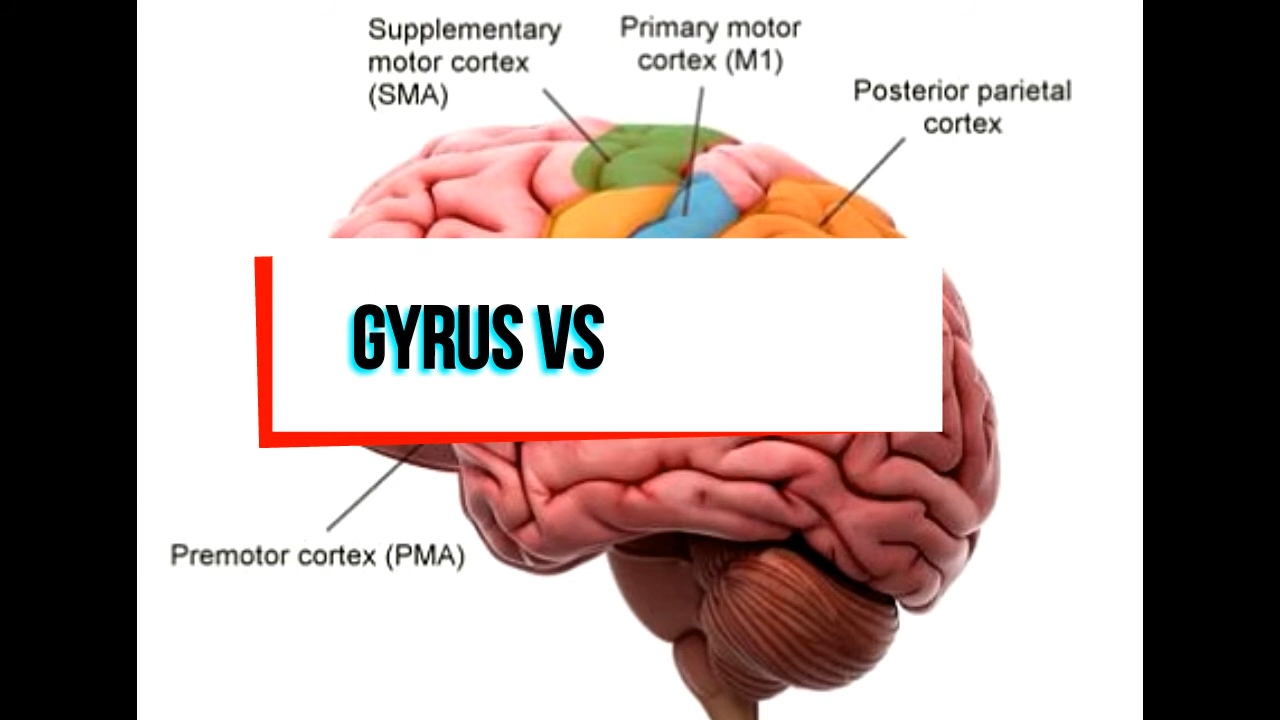 Supplementary
motor cortex
(SMA)
Primary motor
cortex (M1)
Posterior parietal
cortex
GYRUS VS
Premotor cortex (PMA)